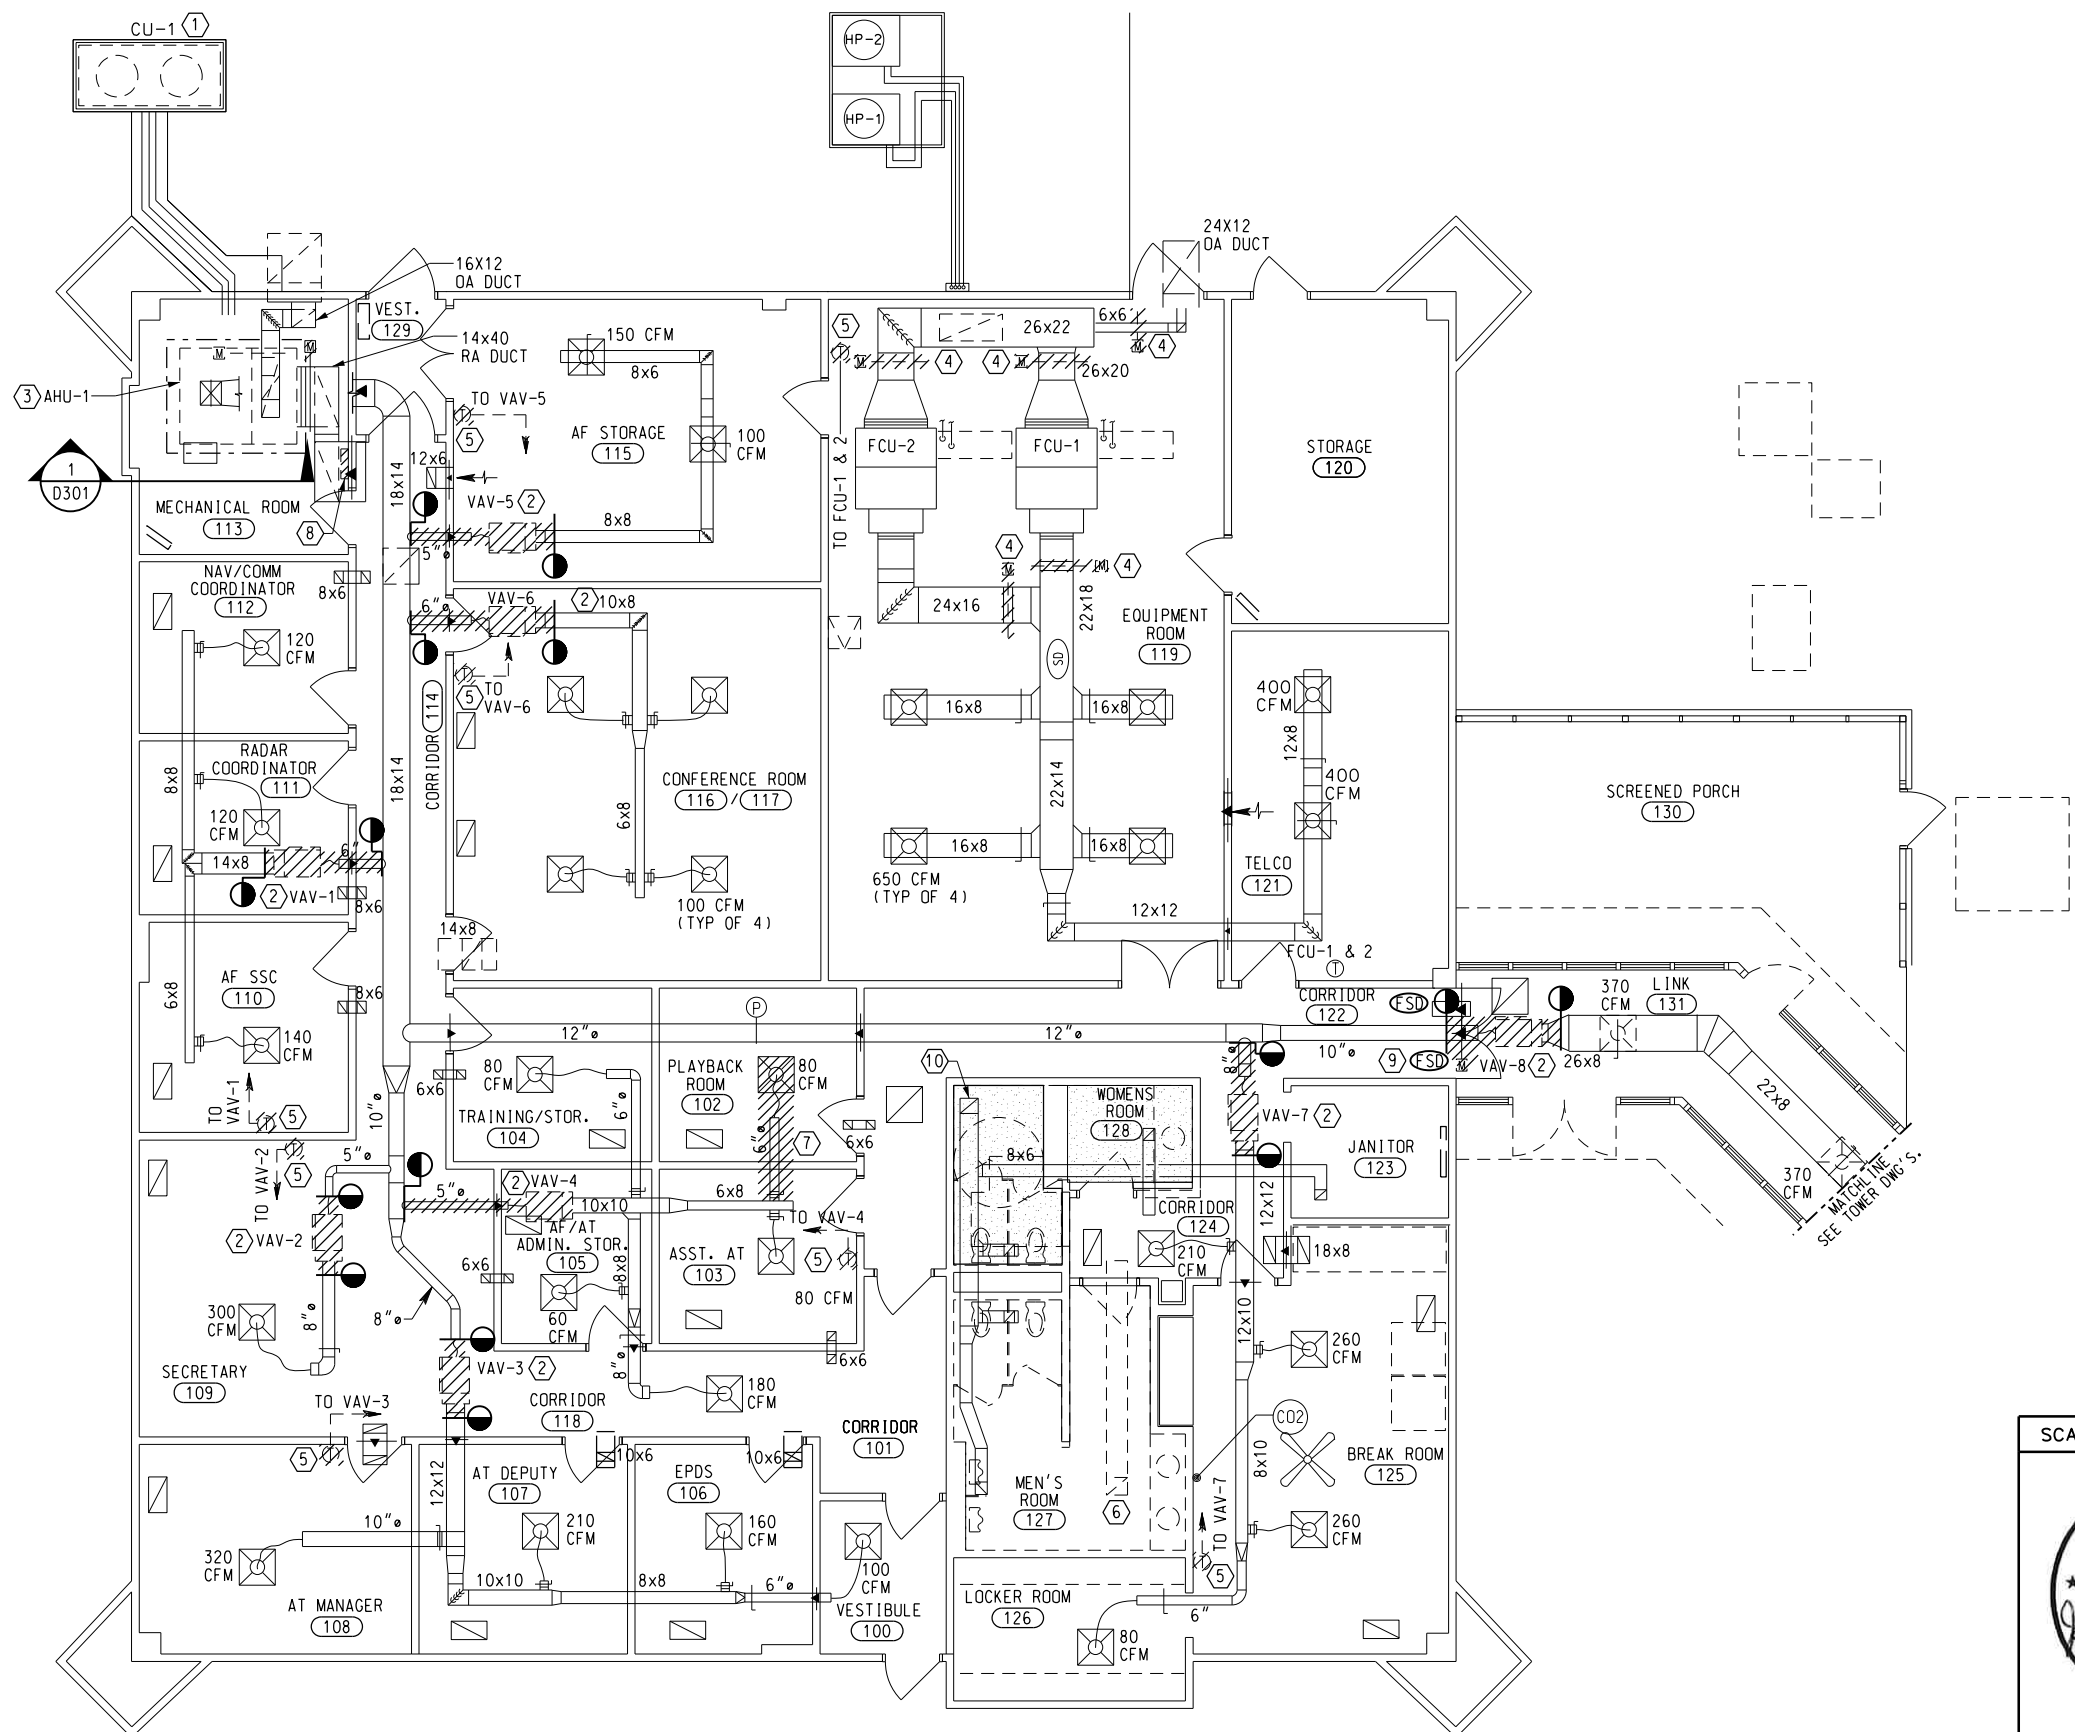 CU-1 1
HP-2
HP-1
24X12
OA DUCT
16X12
OA DUCT
VEST.
129
14x40
RA DUCT
M
M
3 AHU-1
1
D301
MECHANICAL ROOM
113
8
18x14
150 CFM
8x6
TO VAV-5
T
5
AF STORAGE
115
100
CFM
12x6
VAV-5 2
8x8
5"ø
5
T
TO FCU-1 & 2
M
4
4
M
26x22
26x20
6x6
M
4
FCU-2
FCU-1
4
M
M
4
24x16
22x18
EQUIPMENT
ROOM
119
SD
STORAGE
120
NAV/COMM
COORDINATOR
112
8x6
120
CFM
6"ø
VAV-6
2
10x8
T
5
TO
VAV-6
CORRIDOR
114
18x14
RADAR
COORDINATOR
111
8x8
120
CFM
6"
14x8
2 VAV-1
8x6
CONFERENCE ROOM
116 / 117
6x8
100 CFM
(TYP OF 4)
14x8
16x8
16x8
22x14
16x8
16x8
650 CFM
(TYP OF 4)
12x12
400
CFM
12x8
400
CFM
TELCO
121
FCU-1 & 2
T
SCREENED PORCH
130
AF SSC
110
6x8
8x6
140
CFM
TO
VAV-1
T
5
12"ø
P
12"ø
CORRIDOR
122
FSD
10"ø
9
FSD
M
VAV-8 2
370
CFM
LINK
131
26x8
22x8
370
CFM
MATCHLINE
SEE TOWER DWG'S.
80
CFM
6x6
TRAINING/STOR.
104
6"ø
PLAYBACK
ROOM
102
80
CFM
6"ø
7
6x6
10
WOMENS
ROOM
128
8x6
8"ø
VAV-7 2
JANITOR
123
10"ø
5"ø
T
5
TO VAV-2
2 VAV-2
5"ø
2
VAV-4
10x10
6x8
AF/AT
ADMIN. STOR.
105
6x6
60
CFM
8x8
ASST. AT
103
TO VAV-4
T
5
80 CFM
6x6
CORRIDOR
124
210
CFM
12x12
18x8
300
CFM
8"ø
8"ø
SECRETARY
109
VAV-3 2
CORRIDOR
118
8"ø
180
CFM
CORRIDOR
101
12x10
260
CFM
CO2
8x10
BREAK ROOM
125
260
CFM
TO VAV-3
T
5
AT DEPUTY
107
10x6
EPDS
106
10x6
12x12
10"ø
320
CFM
AT MANAGER
108
210
CFM
160
CFM
10x10
8x8
6"ø
100
CFM
VESTIBULE
100
MEN'S
ROOM
127
6
TO VAV-7
T
5
LOCKER ROOM
126
6"
80
CFM
SCA